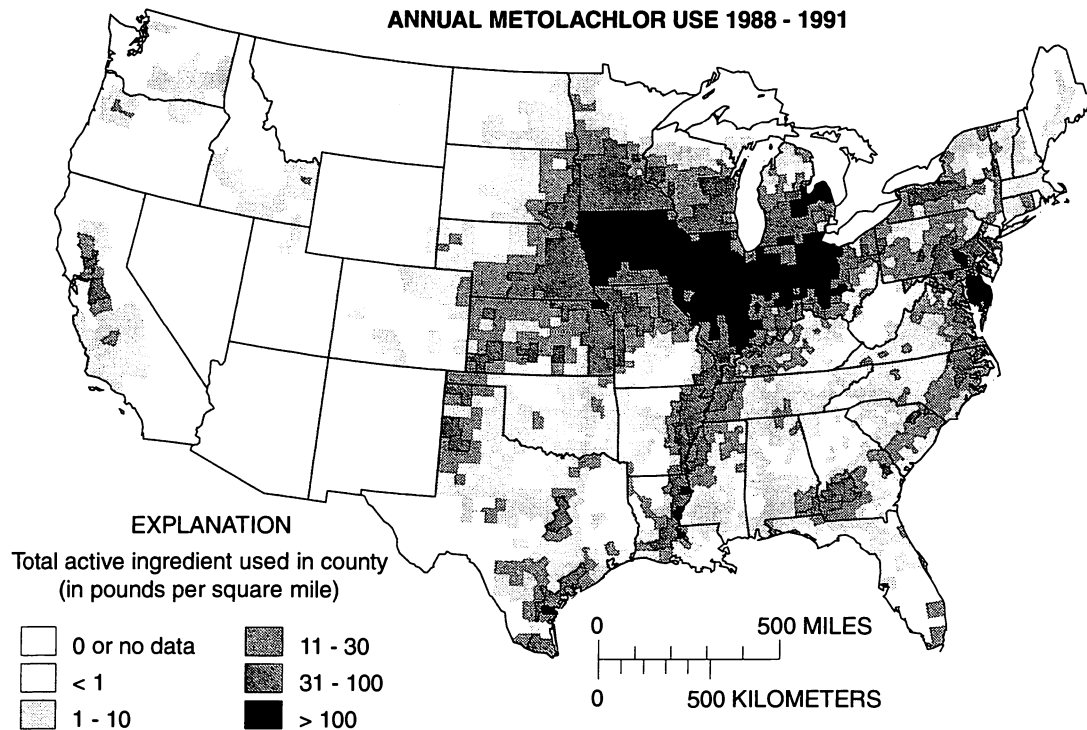 ANNUAL METOLACHLOR USE 1988 - 1991
EXPLANATION
Total active ingredient used in county
(in pounds per square mile)
0 or no data
< 1
1 - 10
11 - 30
31 - 100
> 100
0 500 MILES
0 500 KILOMETERS